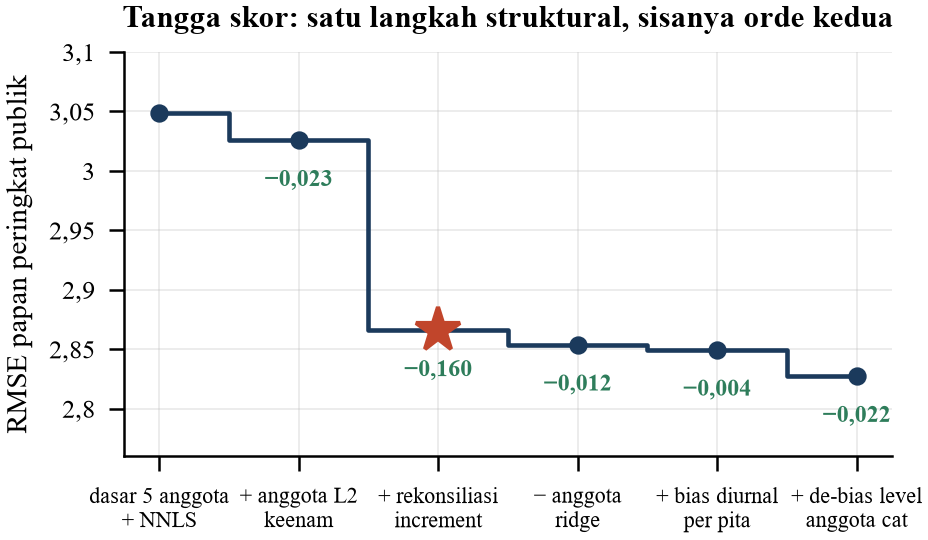 Tangga skor: satu langkah struktural, sisanya orde kedua
RMSE papan peringkat publik
3,1
3,05
3
2,95
2,9
2,85
2,8
−0,023
−0,160
−0,012
−0,004
−0,022
dasar 5 anggota
+ NNLS
+ anggota L2
keenam
+ rekonsiliasi
increment
− anggota
ridge
+ bias diurnal
per pita
+ de-bias level
anggota cat